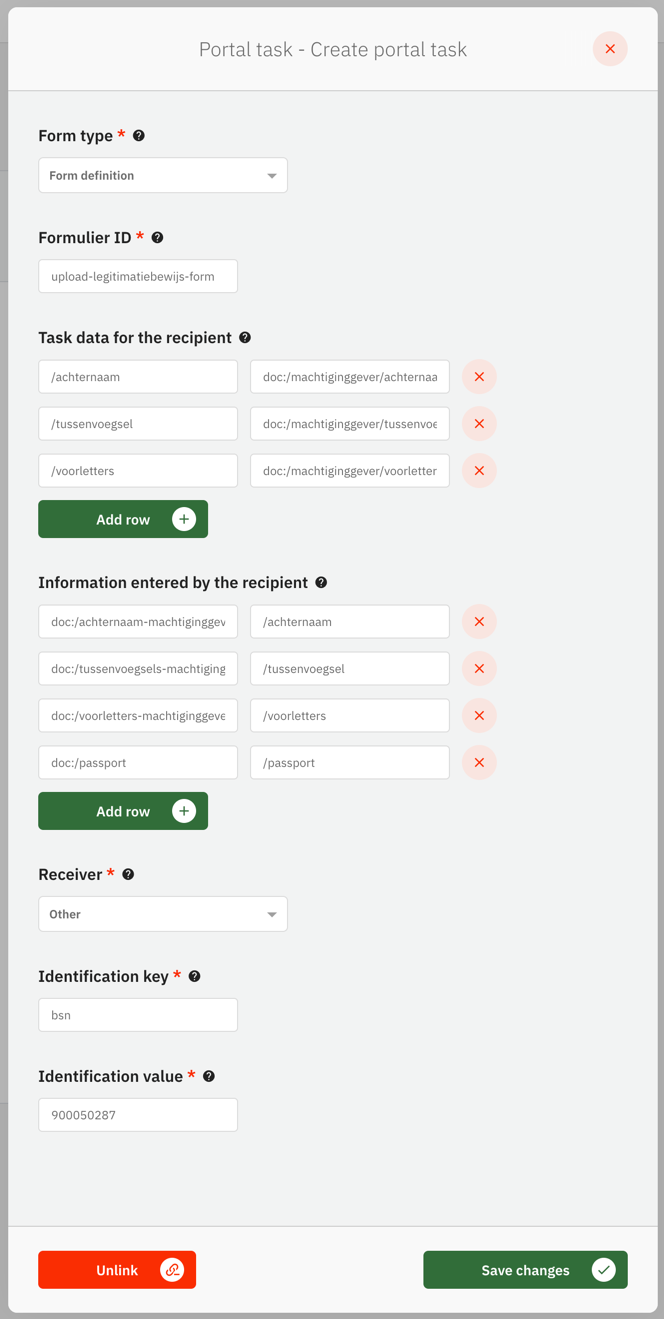 Portal task - Create portal task
Form type *
Form definition
Formulier ID *
upload-legitimatiebewijs-form
Task data for the recipient
/achternaam doc:/machtiginggever/achternaa
/tussenvoegsel doc:/machtiginggever/tussenvoe
/voorletters doc:/machtiginggever/voorletter
Add row
Information entered by the recipient
doc:/achternaam-machtiginggev /achternaam
doc:/tussenvoegsels-machtiging /tussenvoegsel
doc:/voorletters-machtiginggeve /voorletters
doc:/passport /passport
Add row
Receiver *
Other
Identification key *
bsn
Identification value *
900050287
Unlink Save changes